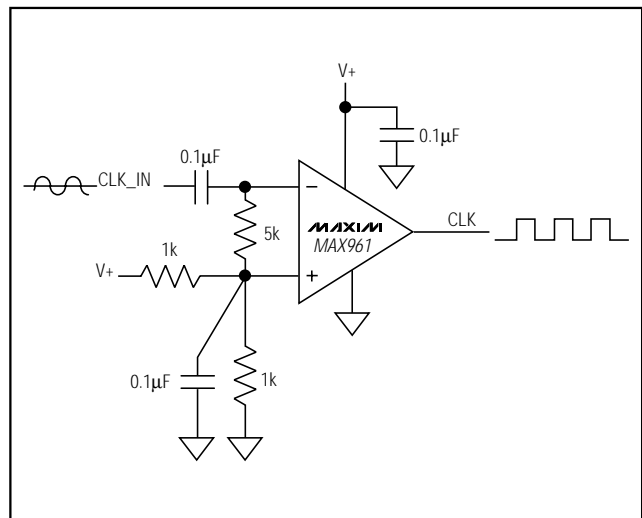 V+
0.1µF
0.1µF
CLK_IN
−
MAXIM
CLK
5k
MAX961
1k
V+
+
0.1µF
1k